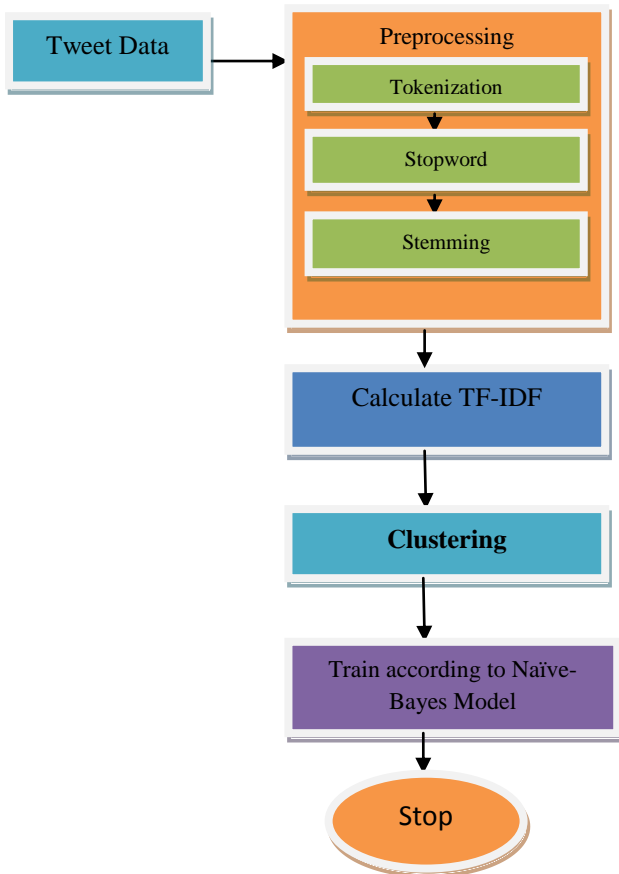 Tweet Data
Preprocessing
Tokenization
Stopword
Stemming
Calculate TF-IDF
Clustering
Train according to Naïve-
Bayes Model
Stop